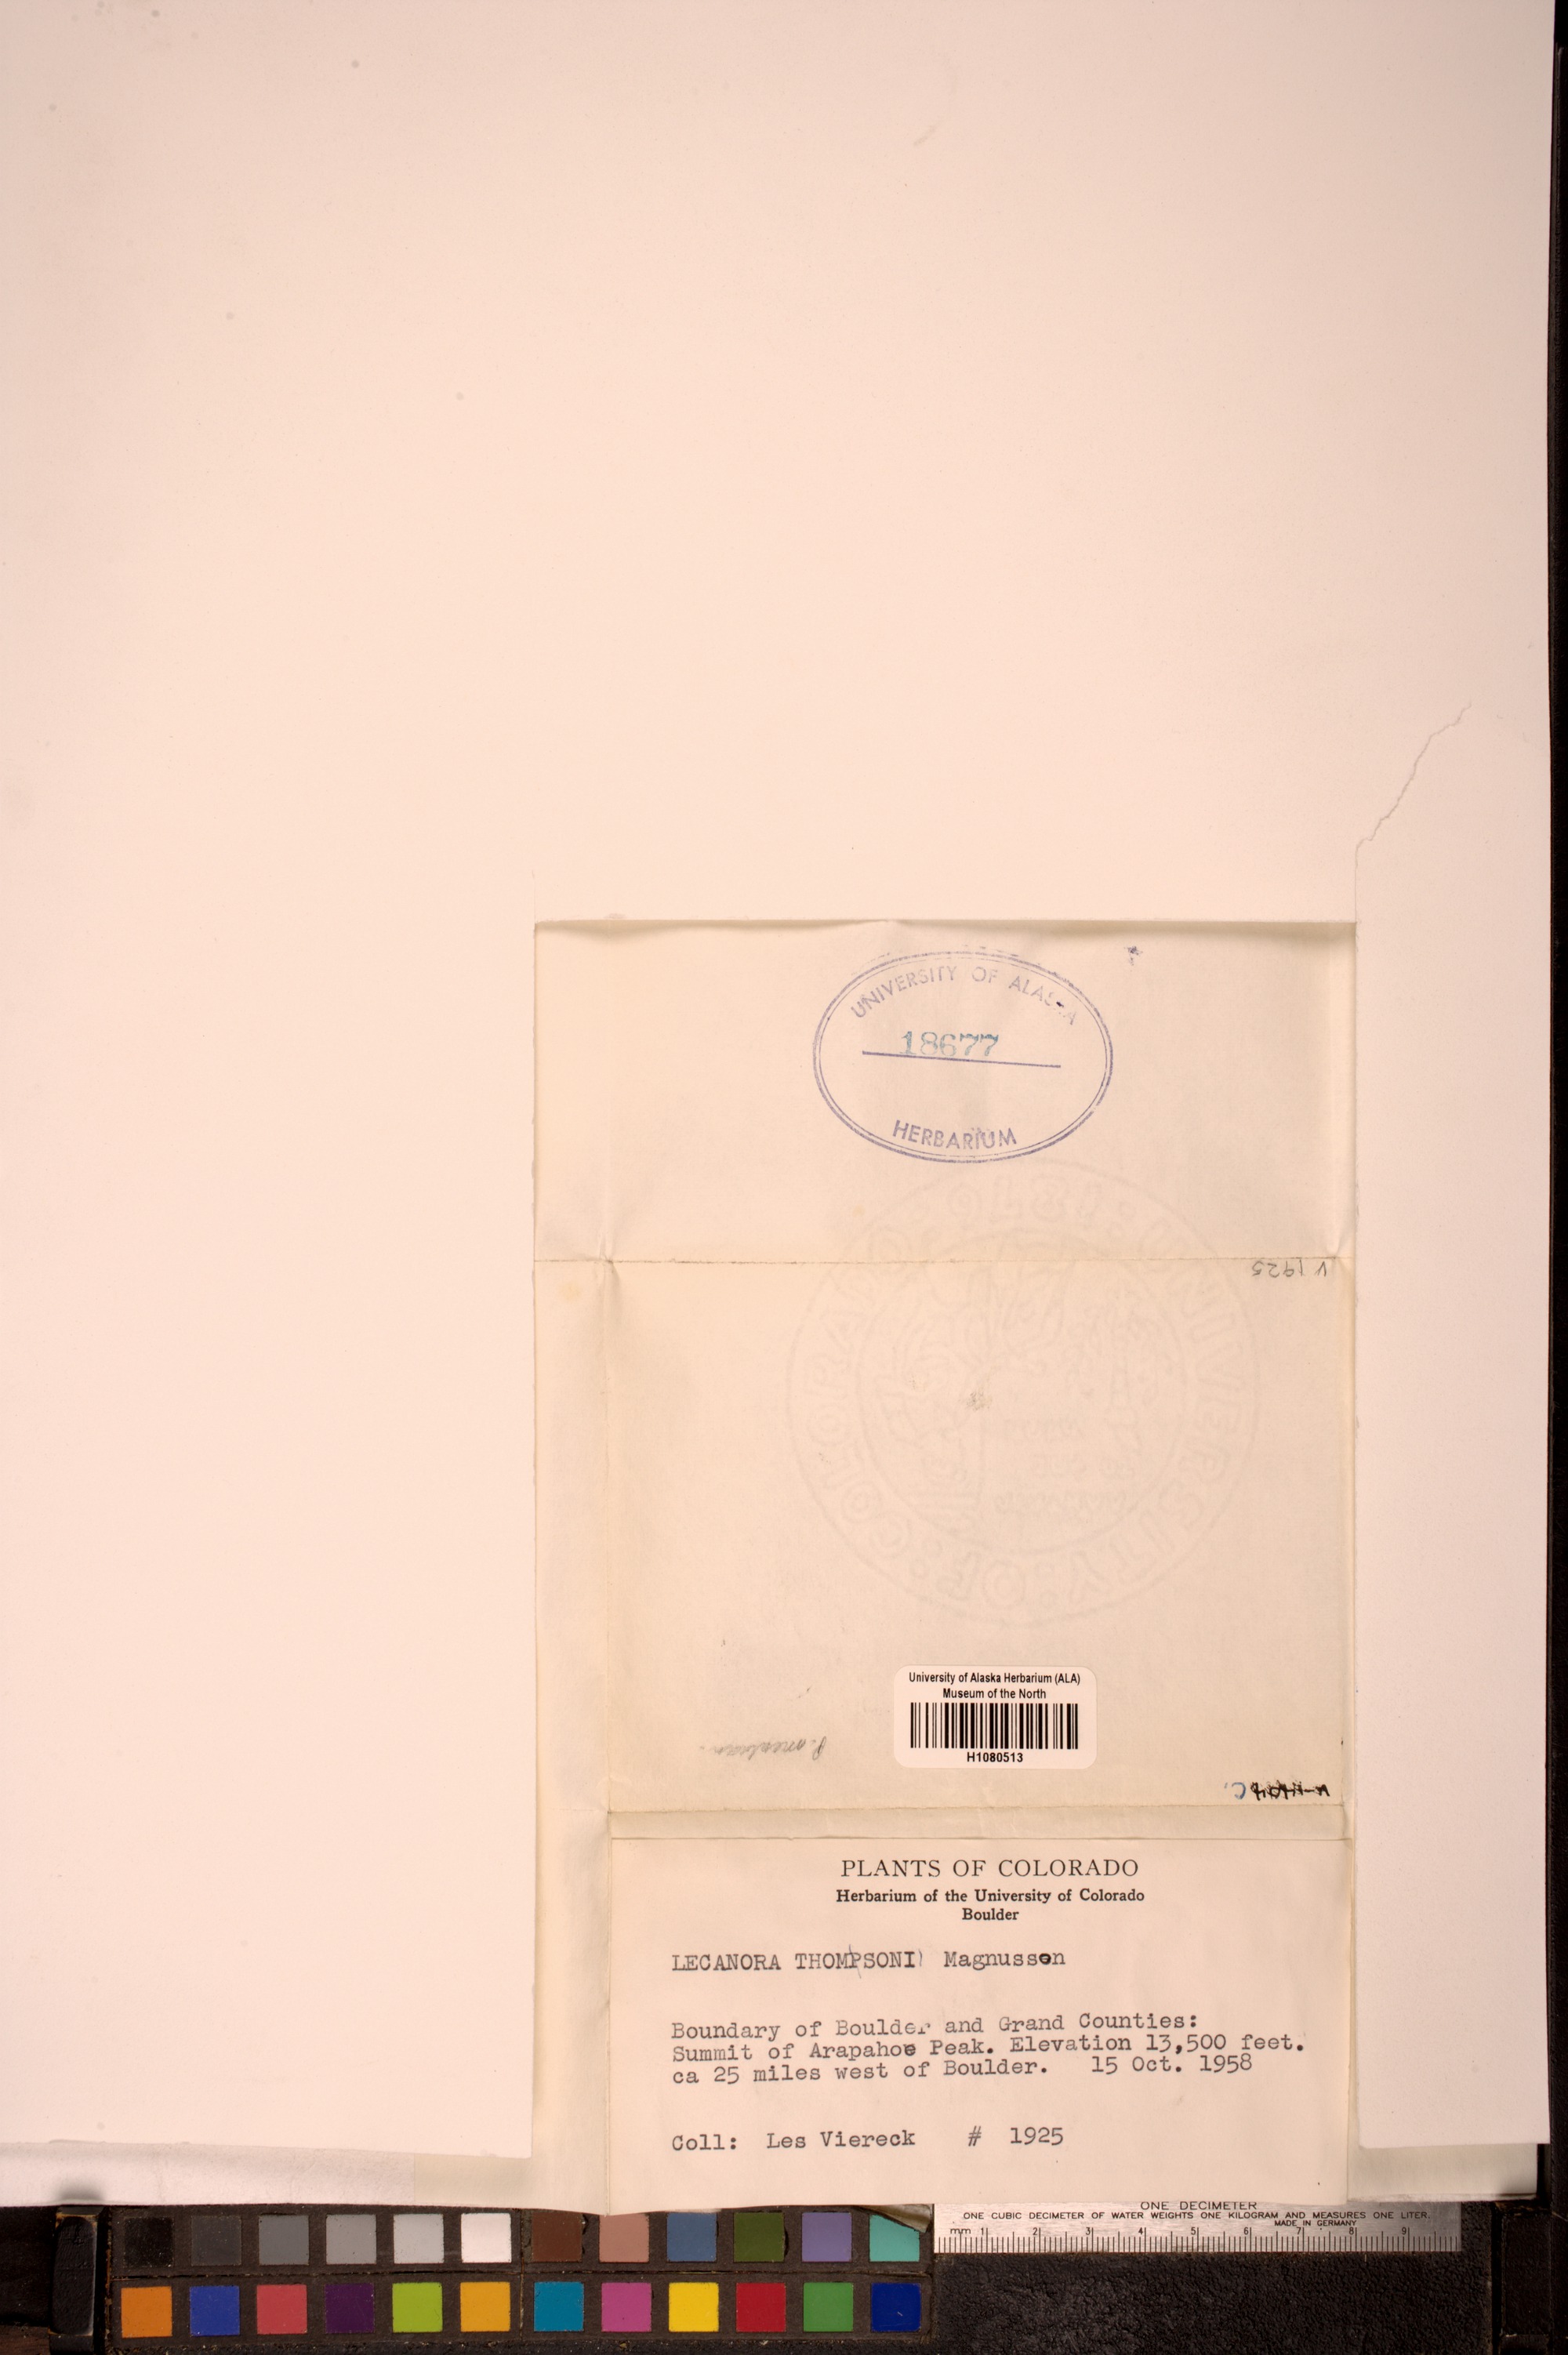 UNIVERSITY OF ALASKA
18677
HERBARIUM
V 1925
UNIVERSITY · OF · COLORADO · 1876
University of Alaska Herbarium (ALA)
Museum of the North
H1080513
C.
PLANTS OF COLORADO
Herbarium of the University of Colorado
Boulder
LECANORA THOMPSONI) Magnusson
Boundary of Boulder and Grand Counties:
Summit of Arapahoe Peak. Elevation 13,500 feet.
ca 25 miles west of Boulder. 15 Oct. 1958
Coll: Les Viereck # 1925
ONE DECIMETER
ONE CUBIC DECIMETER OF WATER WEIGHTS ONE KILOGRAM AND MEASURES ONE LITER.
MADE IN GERMANY
mm 1 2 3 4 5 6 7 8 9